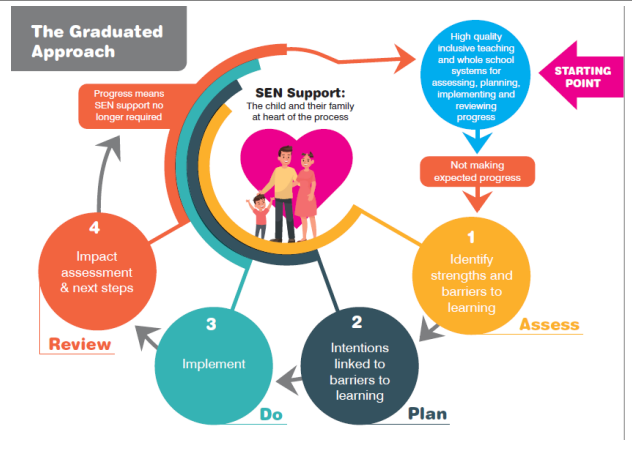 The Graduated
Approach
High quality
inclusive teaching
and whole school
systems for
assessing, planning,
implementing and
reviewing
progress
STARTING
POINT
Progress means
SEN support no
longer required
SEN Support:
The child and their family
at heart of the process
Not making
expected progress
1
Identify
strengths and
barriers to
learning
Assess
2
Intentions
linked to
barriers to
learning
Plan
3
Implement
Do
4
Impact
assessment
& next steps
Review